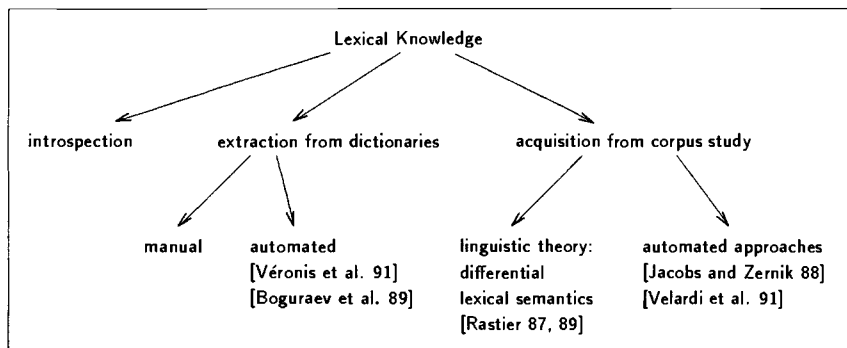 Lexical Knowledge
introspection
extraction from dictionaries
acquisition from corpus study
manual
automated
[Véronis et al. 91]
[Boguraev et al. 89]
linguistic theory:
differential
lexical semantics
[Rastier 87, 89]
automated approaches
[Jacobs and Zernik 88]
[Velardi et al. 91]